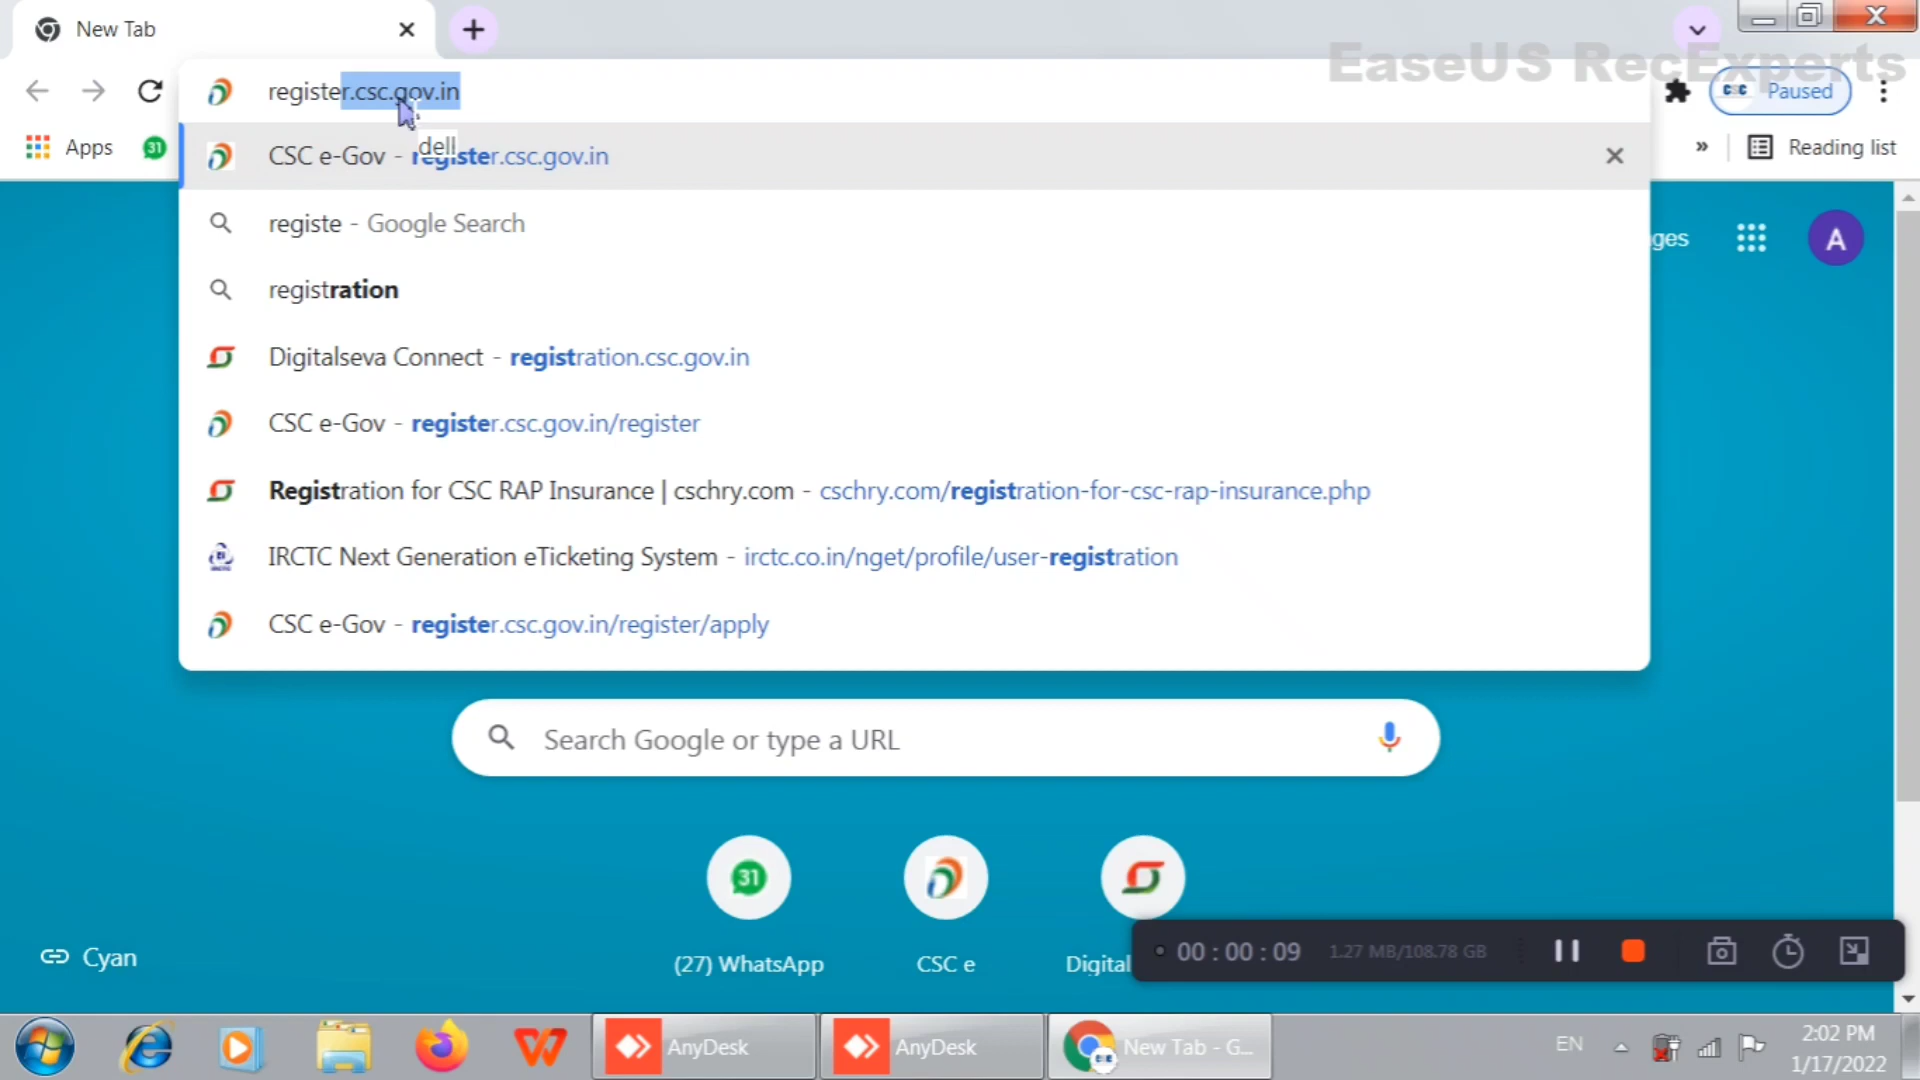 New Tab
EaseUS RecExperts
register.csc.gov.in
CSC
Paused
Apps
31
dell
»
Reading list
CSC e-Gov - register.csc.gov.in
registe - Google Search
registration
Digitalseva Connect - registration.csc.gov.in
CSC e-Gov - register.csc.gov.in/register
Registration for CSC RAP Insurance | cschry.com - cschry.com/registration-for-csc-rap-insurance.php
IRCTC Next Generation eTicketing System - irctc.co.in/nget/profile/user-registration
CSC e-Gov - register.csc.gov.in/register/apply
ges
A
Search Google or type a URL
31
(27) WhatsApp
CSC e
Digital
Cyan
00 : 00 : 09
1.27 MB/108.78 GB
AnyDesk
AnyDesk
New Tab - G...
EN
2:02 PM
1/17/2022